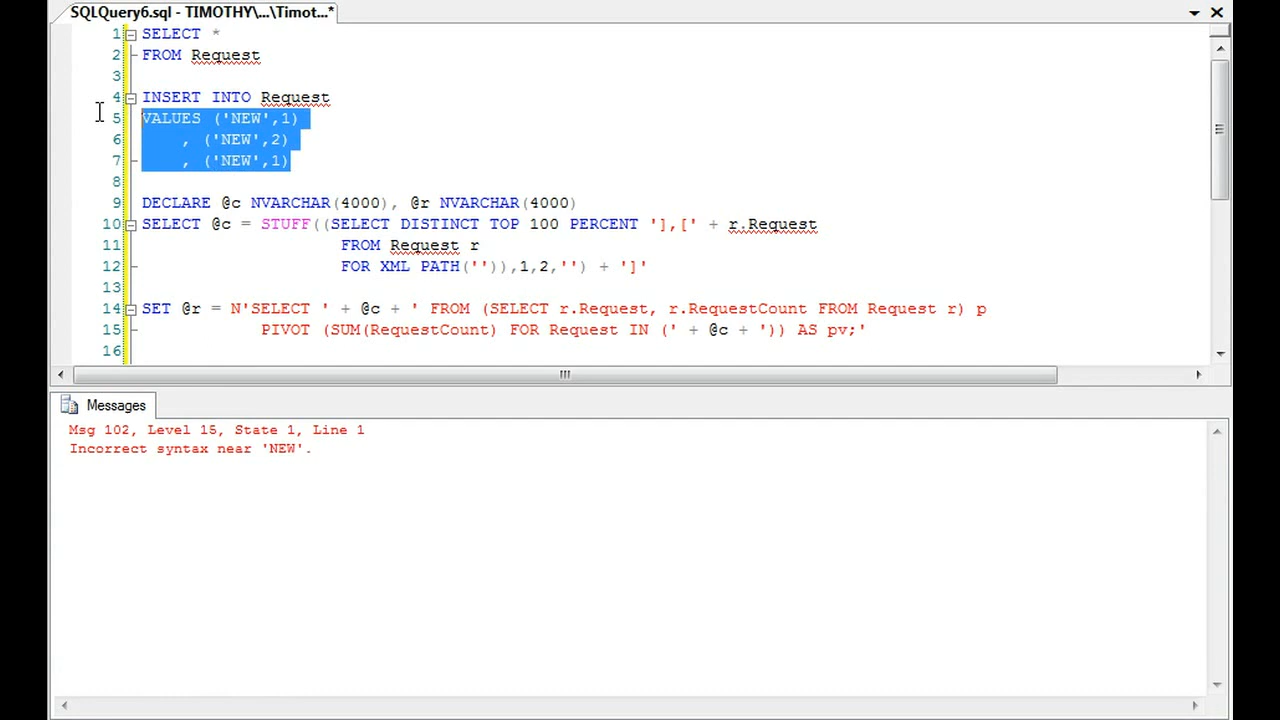 SQLQuery6.sql - TIMOTHY\...\Timot...*
1 SELECT *
2 FROM Request
3
4 INSERT INTO Request
5 VALUES ('NEW',1)
6 , ('NEW',2)
7 , ('NEW',1)
8
9 DECLARE @c NVARCHAR(4000), @r NVARCHAR(4000)
10 SELECT @c = STUFF((SELECT DISTINCT TOP 100 PERCENT '],[' + r.Request
11 FROM Request r
12 FOR XML PATH('')),1,2,'') + ']'
13
14 SET @r = N'SELECT ' + @c + ' FROM (SELECT r.Request, r.RequestCount FROM Request r) p
15 PIVOT (SUM(RequestCount) FOR Request IN (' + @c + ')) AS pv;'
16
Messages
Msg 102, Level 15, State 1, Line 1
Incorrect syntax near 'NEW'.